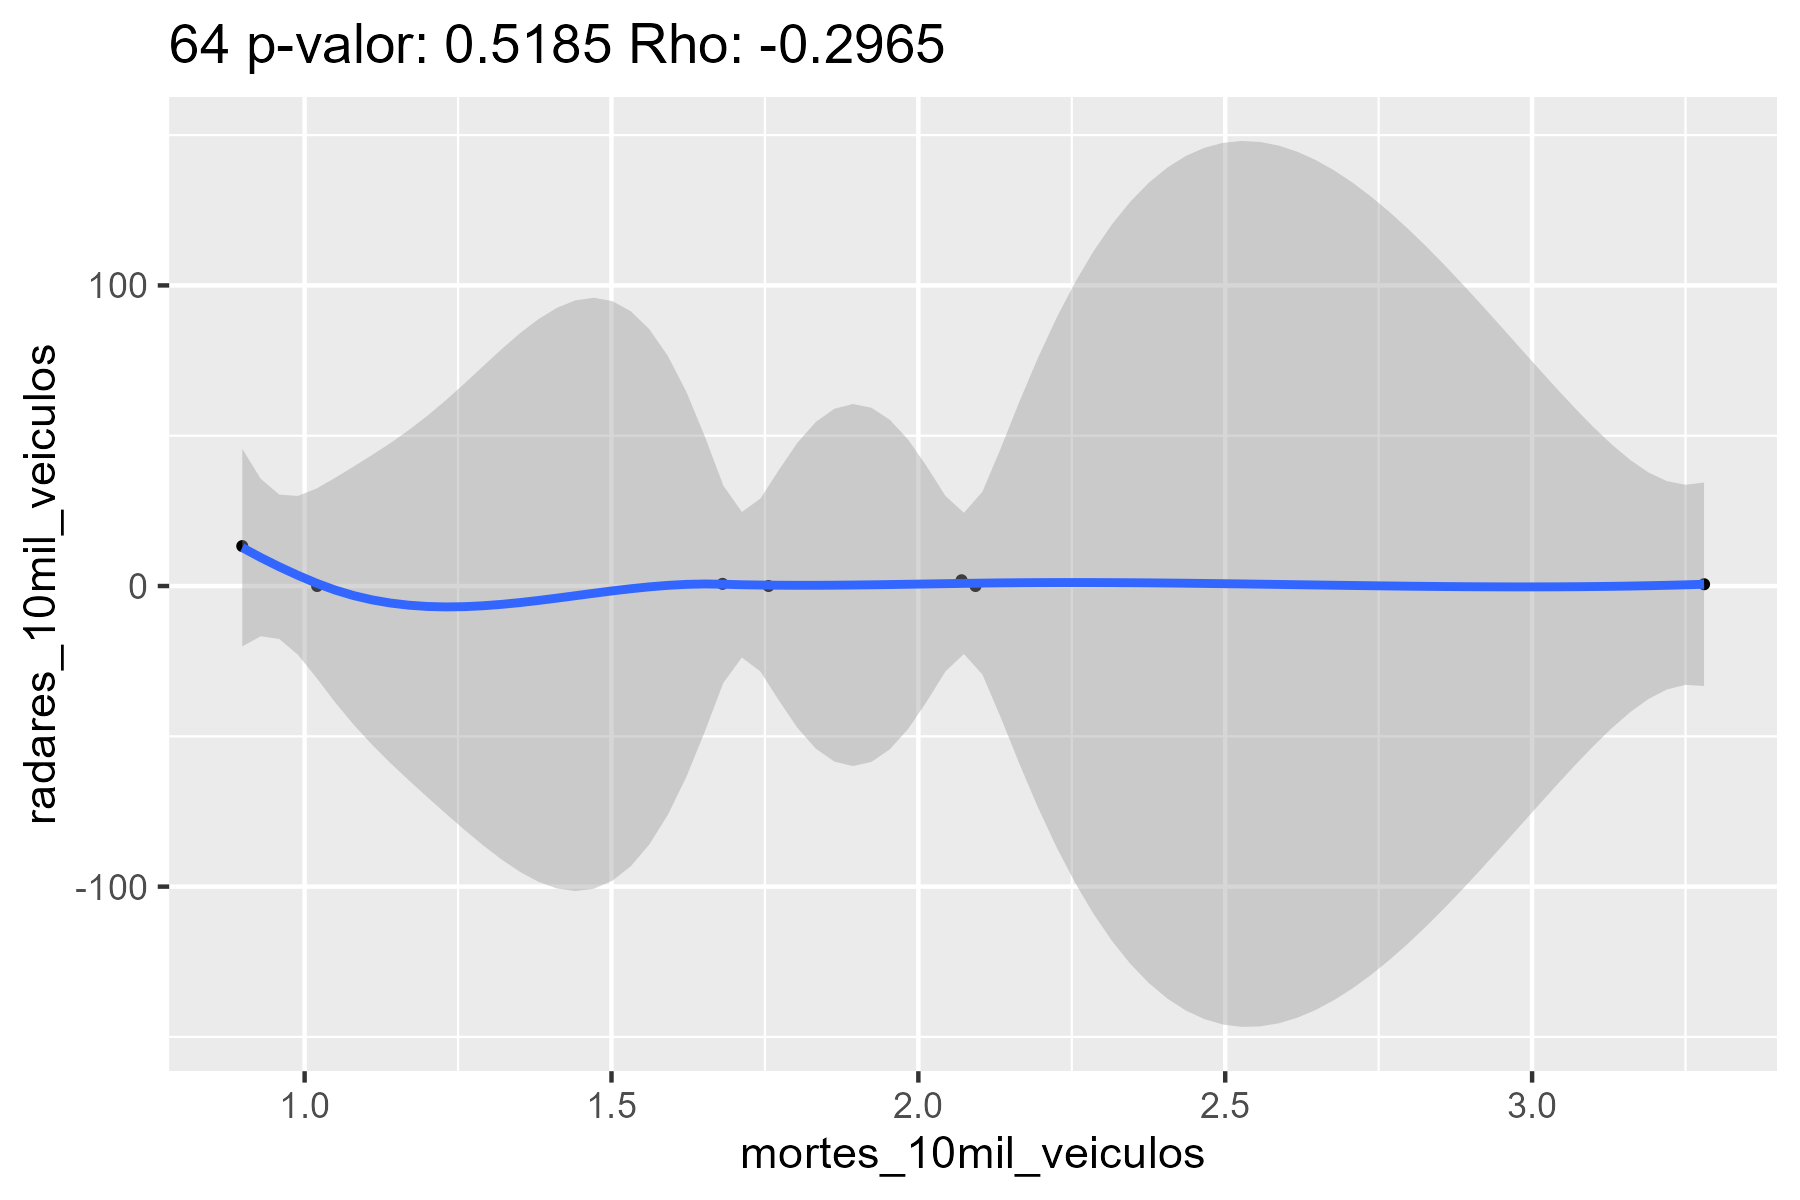 64 p-valor: 0.5185 Rho: -0.2965
radares_10mil_veiculos
100
0
-100
1.0 1.5 2.0 2.5 3.0
mortes_10mil_veiculos